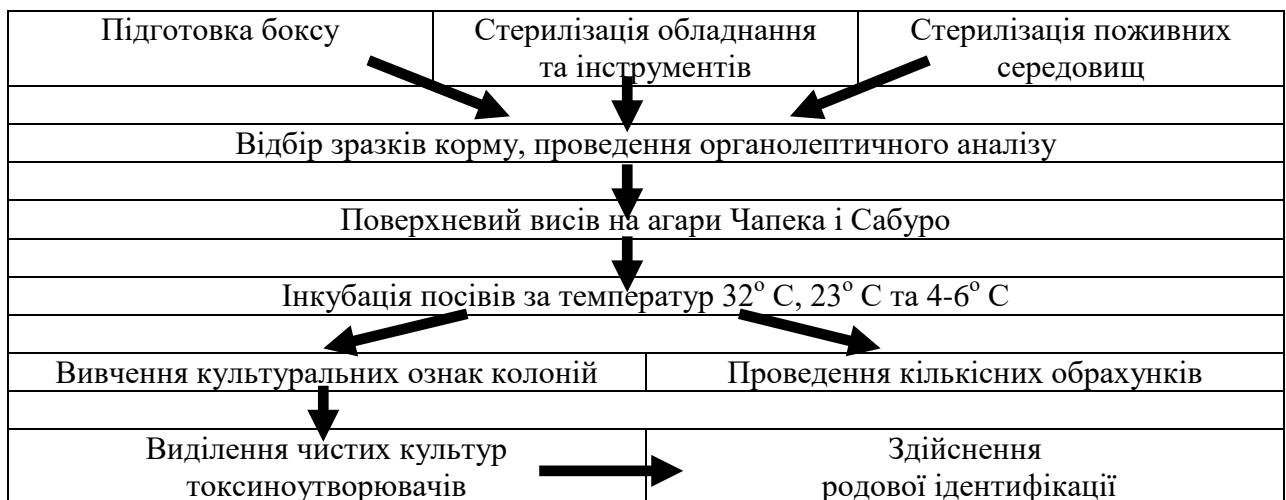 Підготовка боксу
Стерилізація обладнання
та інструментів
Стерилізація поживних
середовищ
Відбір зразків корму, проведення органолептичного аналізу
Поверхневий висів на агари Чапека і Сабуро
Інкубація посівів за температур 32° С, 23° С та 4-6° С
Вивчення культуральних ознак колоній
Проведення кількісних обрахунків
Виділення чистих культур
токсиноутворювачів
Здійснення
родової ідентифікації